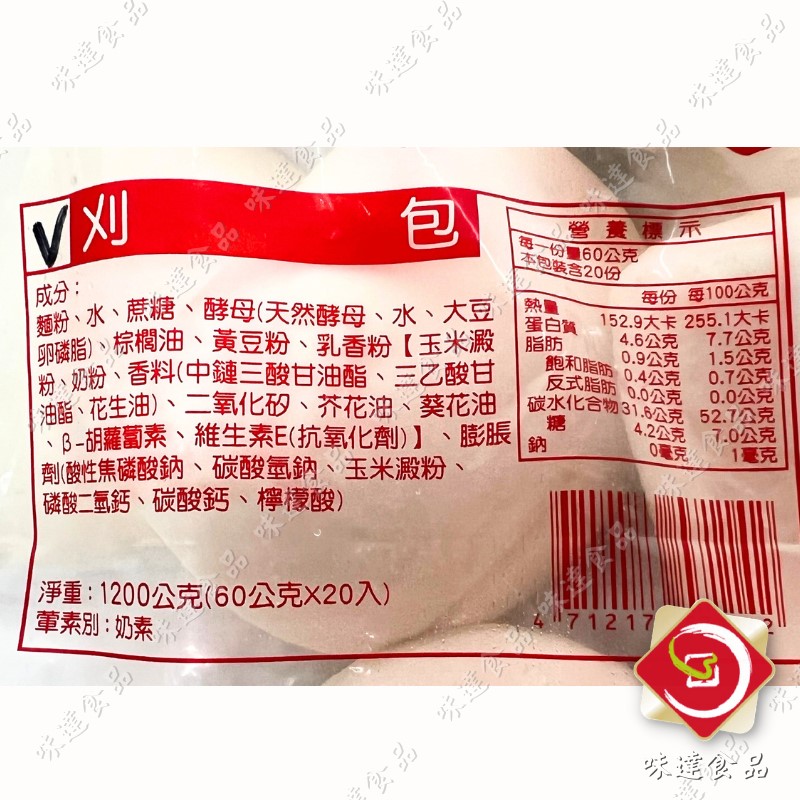 V刈包
成分：
麵粉、水、蔗糖、酵母(天然酵母、水、大豆
卵磷脂)、棕櫚油、黃豆粉、乳香粉【玉米澱
粉、奶粉、香料(中鏈三酸甘油酯、三乙酸甘
油酯、花生油)、二氧化矽、芥花油、葵花油
、β-胡蘿蔔素、維生素E(抗氧化劑)】、膨脹
劑(酸性焦磷酸鈉、碳酸氫鈉、玉米澱粉、
磷酸二氫鈣、碳酸鈣、檸檬酸)
淨重：1200公克(60公克X20入)
葷素別：奶素
營養標示
每一份量60公克
本包裝含20份
每份 每100公克
熱量 152.9大卡 255.1大卡
蛋白質 4.6公克 7.7公克
脂肪 0.9公克 1.5公克
飽和脂肪 0.4公克 0.7公克
反式脂肪 0.0公克 0.0公克
碳水化合物 31.6公克 52.7公克
糖 4.2公克 7.0公克
鈉 0毫克 1毫克
4 71217 2
味達食品